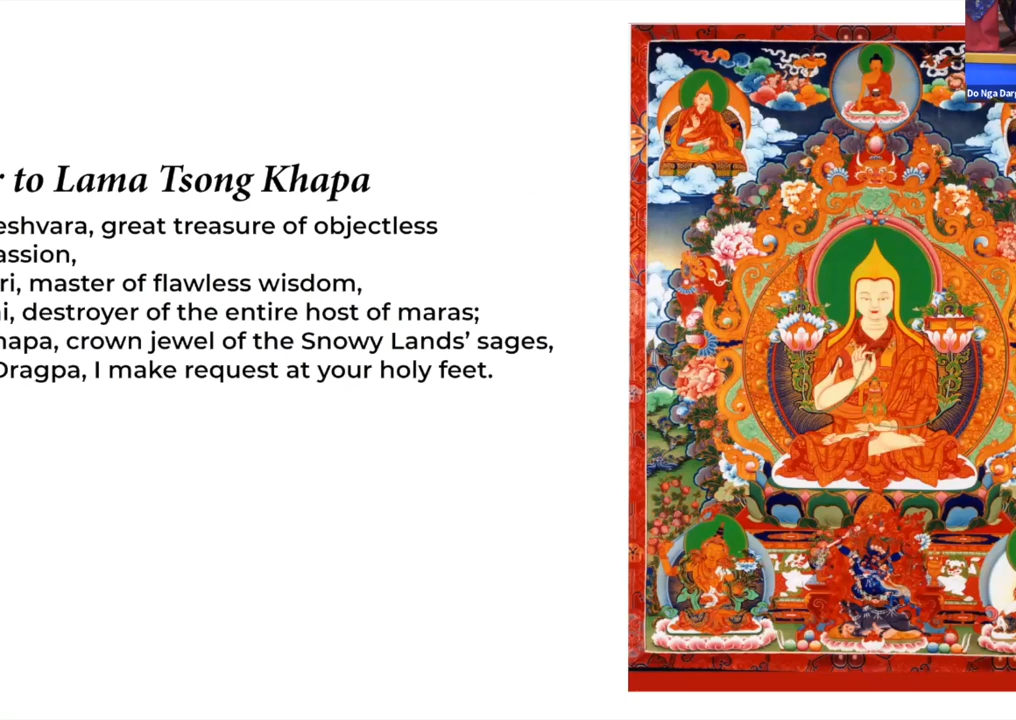 r to Lama Tsong Khapa
eshvara, great treasure of objectless
assion,
ri, master of flawless wisdom,
i, destroyer of the entire host of maras;
hapa, crown jewel of the Snowy Lands’ sages,
Dragpa, I make request at your holy feet.
Do Nga Darg